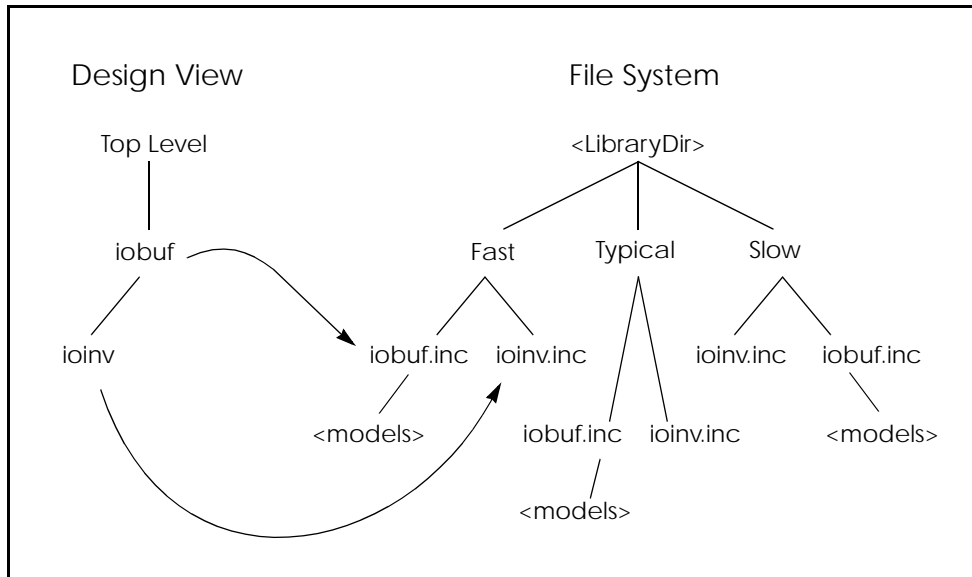 Design View
File System
Top Level
<LibraryDir>
iobuf
Fast
Typical
Slow
ioinv
iobuf.inc
ioinv.inc
ioinv.inc
iobuf.inc
<models>
iobuf.inc
ioinv.inc
<models>
<models>